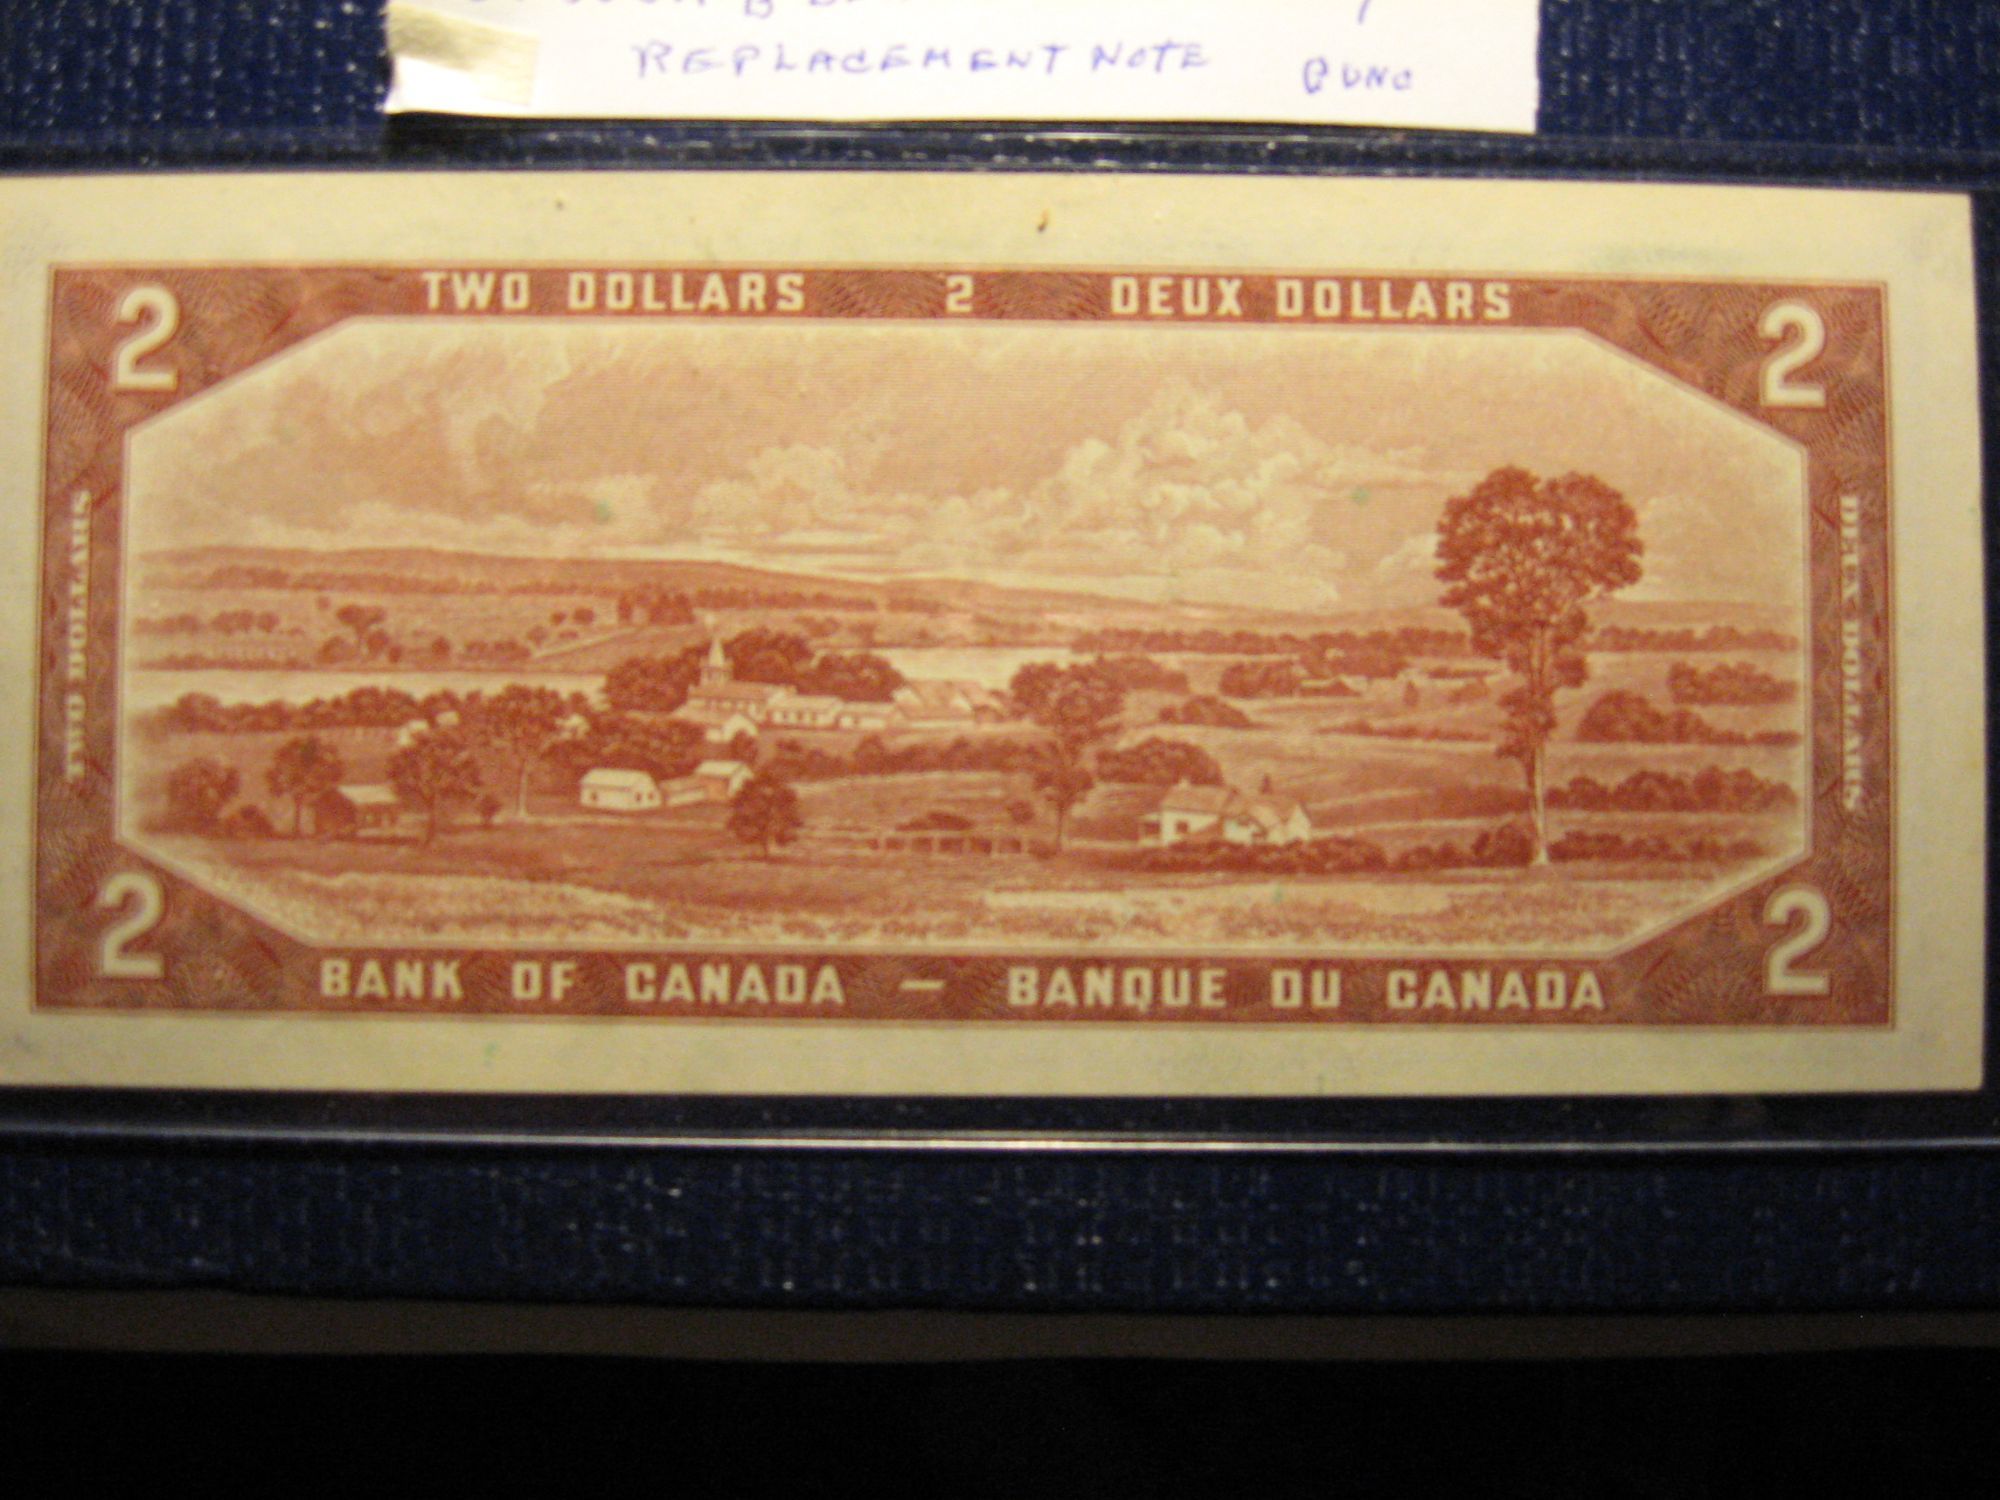 REPLACEMENT NOTE BUNC
2 TWO DOLLARS 2 DEUX DOLLARS 2
TWO DOLLARS
DEUX DOLLARS
2 BANK OF CANADA — BANQUE DU CANADA 2